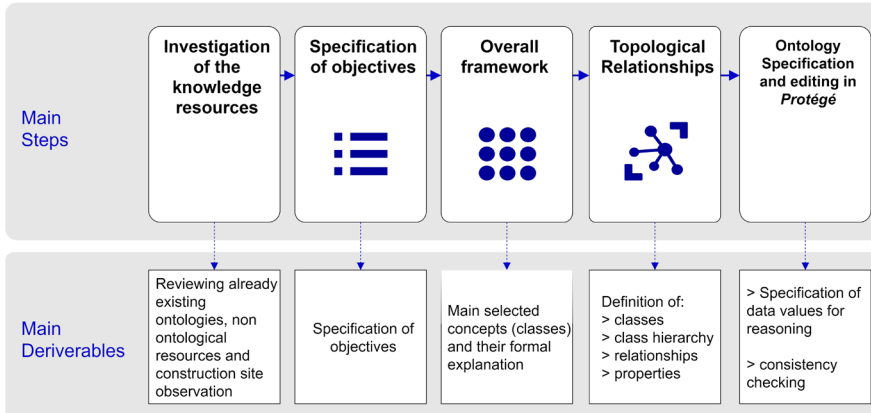 Main
Steps
Investigation
of the
knowledge
resources
Specification
of objectives
Overall
framework
Topological
Relationships
Ontology
Specification
and editing in
Protégé
Main
Deriverables
Reviewing already
existing
ontologies, non
ontological
resources and
construction site
observation
Specification of
objectives
Main selected
concepts (classes)
and their formal
explanation
Definition of:
> classes
> class hierarchy
> relationships
> properties
> Specification of
data values for
reasoning
> consistency
checking